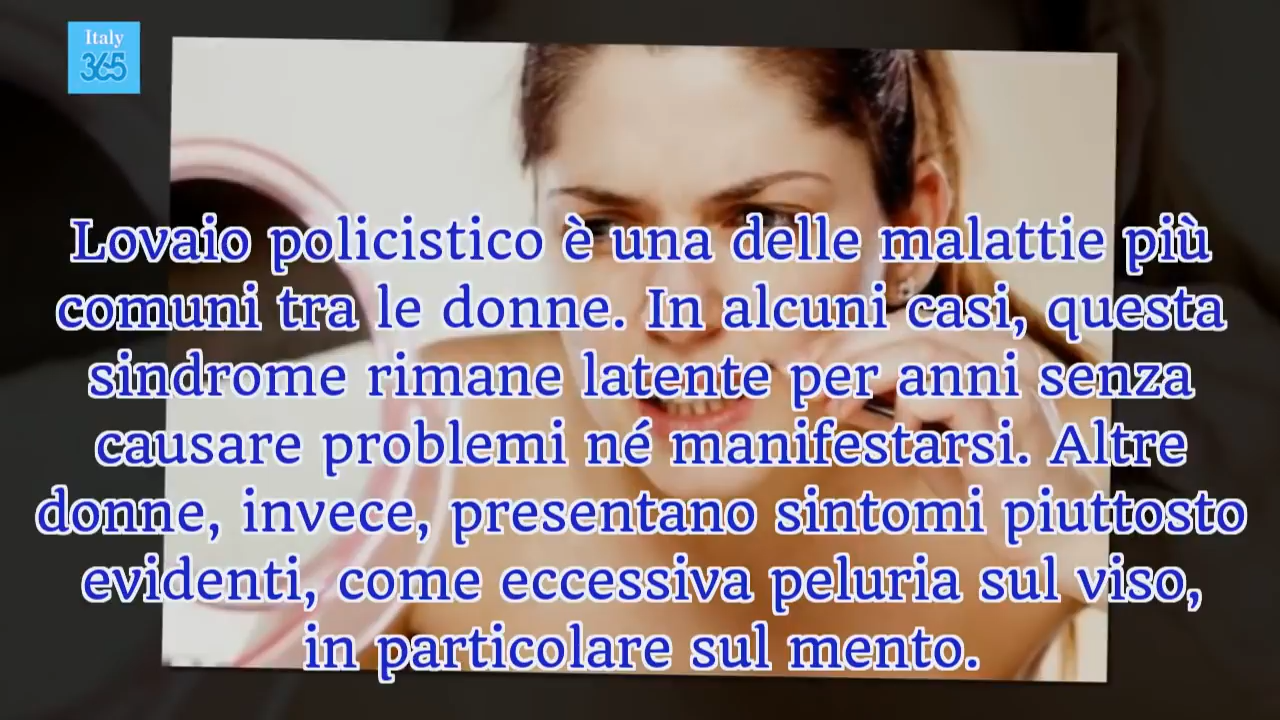 Italy
365
Lovaio policistico è una delle malattie più
comuni tra le donne. In alcuni casi, questa
sindrome rimane latente per anni senza
causare problemi né manifestarsi. Altre
donne, invece, presentano sintomi piuttosto
evidenti, come eccessiva peluria sul viso,
in particolare sul mento.